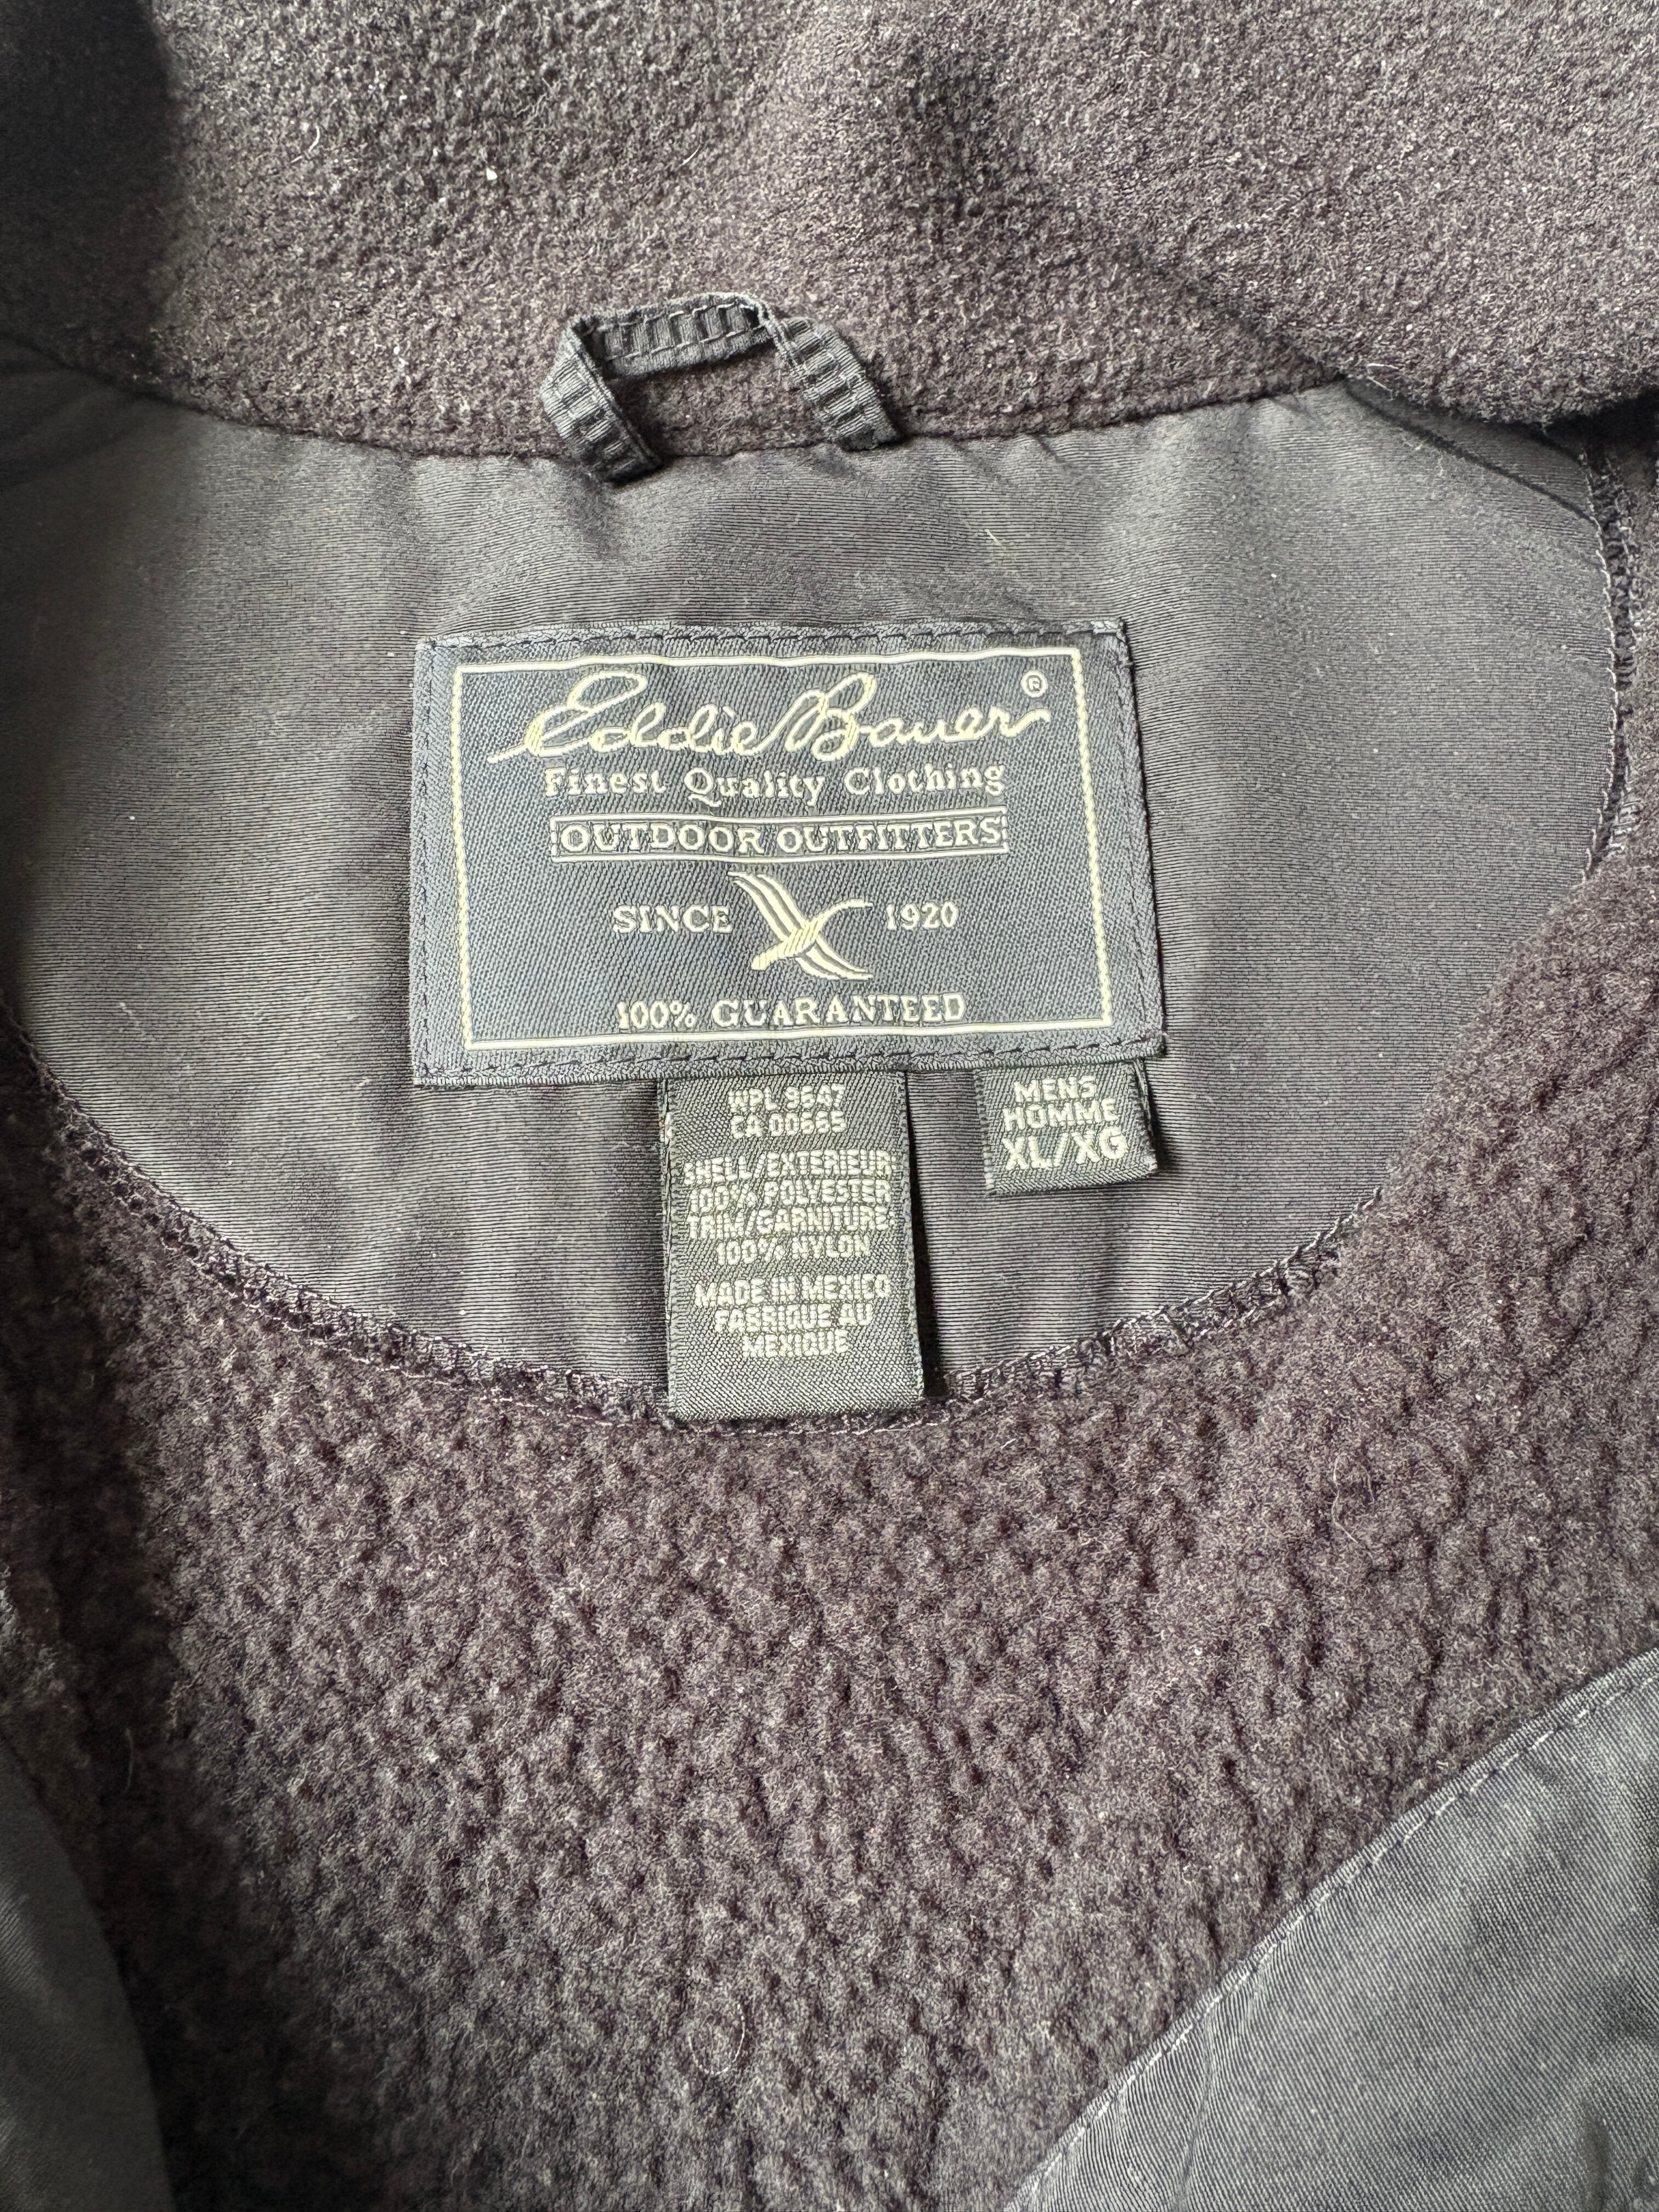 Eddie Bauer ®
Finest Quality Clothing
OUTDOOR OUTFITTERS
SINCE 1920
100% GUARANTEED
WPL 9647
CA 00665
SHELL/EXTERIEUR
100% POLYESTER
TRIM/GARNITURE
100% NYLON
MADE IN MEXICO
FABRIQUE AU
MEXIQUE
MENS
HOMME
XL/XG